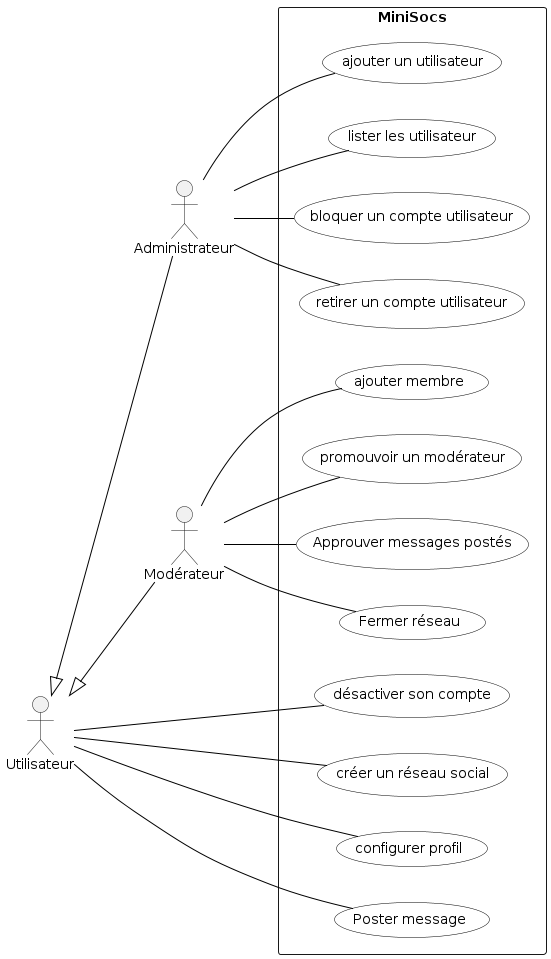 MiniSocs
ajouter un utilisateur
lister les utilisateur
bloquer un compte utilisateur
Administrateur
retirer un compte utilisateur
ajouter membre
promouvoir un modérateur
Approuver messages postés
Modérateur
Fermer réseau
désactiver son compte
Utilisateur
créer un réseau social
configurer profil
Poster message